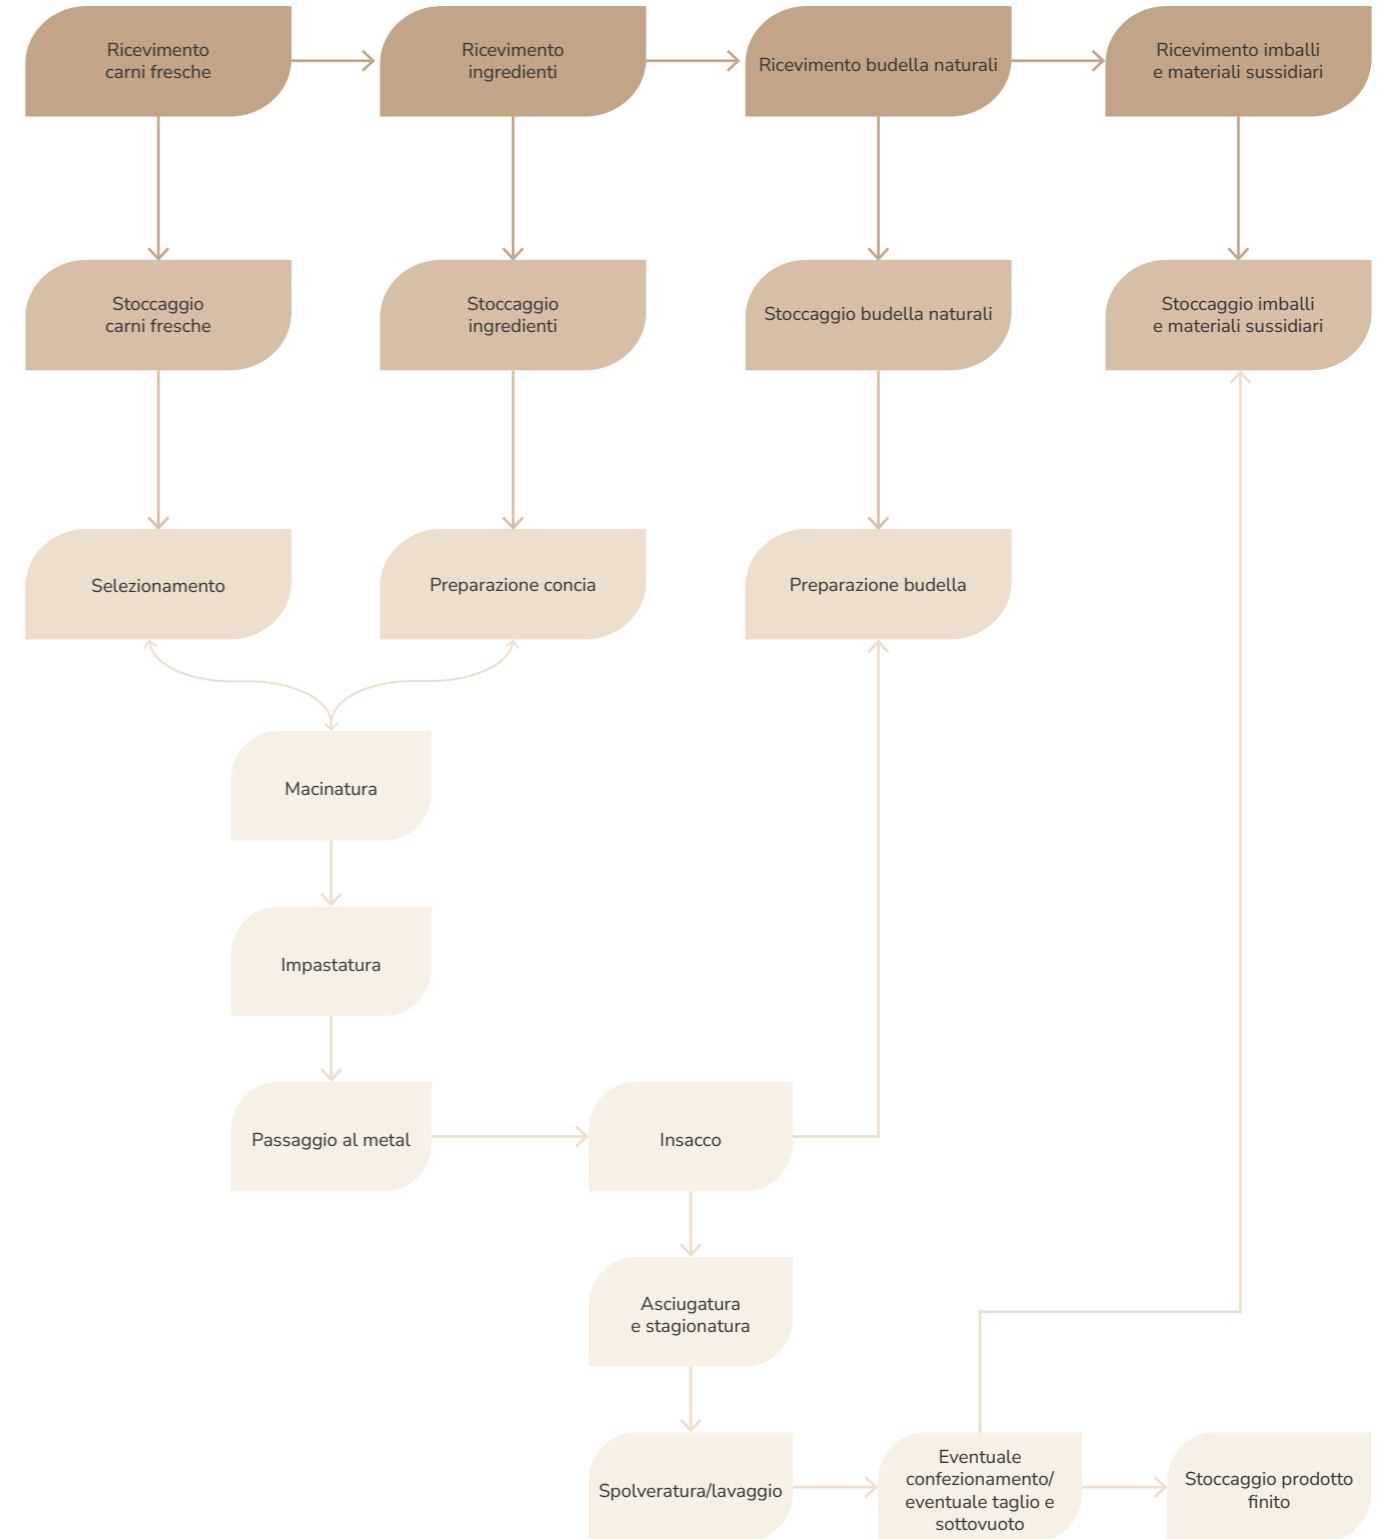 Ricevimento
carni fresche
Ricevimento
ingredienti
Ricevimento budella naturali
Ricevimento imballi
e materiali sussidiari
Stoccaggio
carni fresche
Stoccaggio
ingredienti
Stoccaggio budella naturali
Stoccaggio imballi
e materiali sussidiari
Selezionamento
Preparazione concia
Preparazione budella
Macinatura
Impastatura
Passaggio al metal
Insacco
Asciugatura
e stagionatura
Spolveratura/lavaggio
Eventuale
confezionamento/
eventuale taglio e
sottovuoto
Stoccaggio prodotto
finito